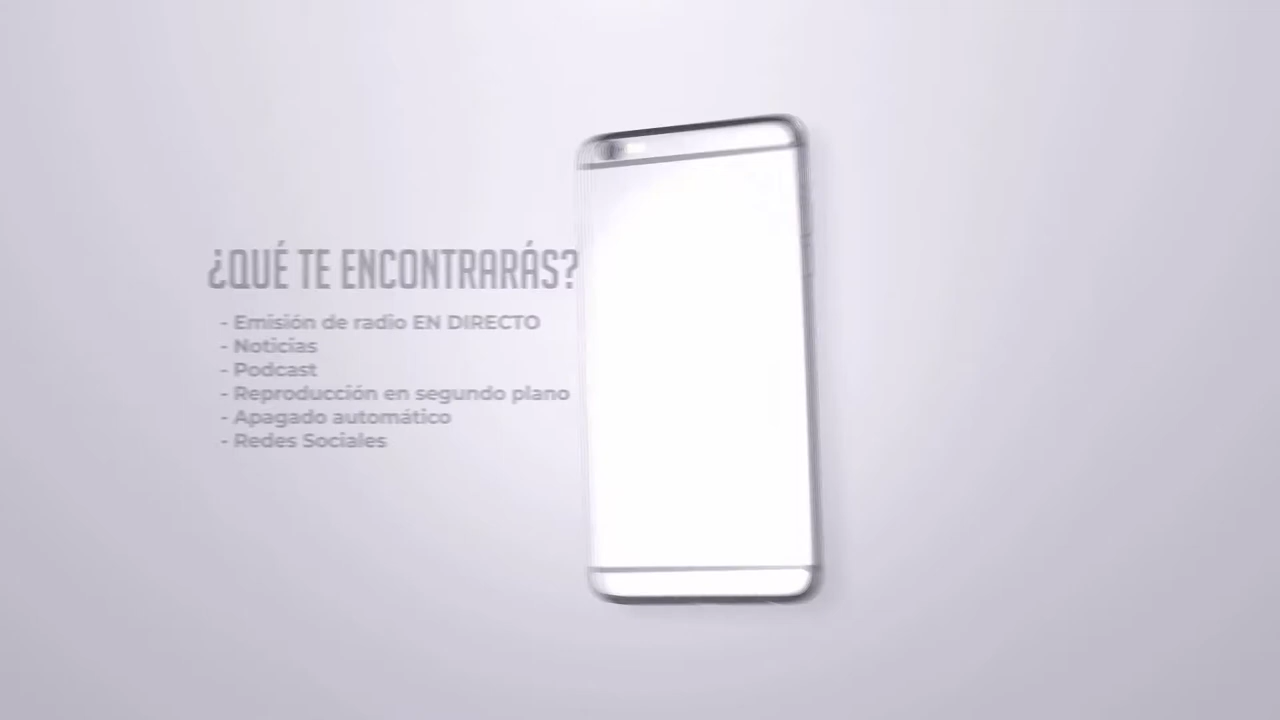 ¿QUÉ TE ENCONTRARÁS?
- Emisión de radio EN DIRECTO
- Noticias
- Podcast
- Reproducción en segundo plano
- Apagado automático
- Redes Sociales